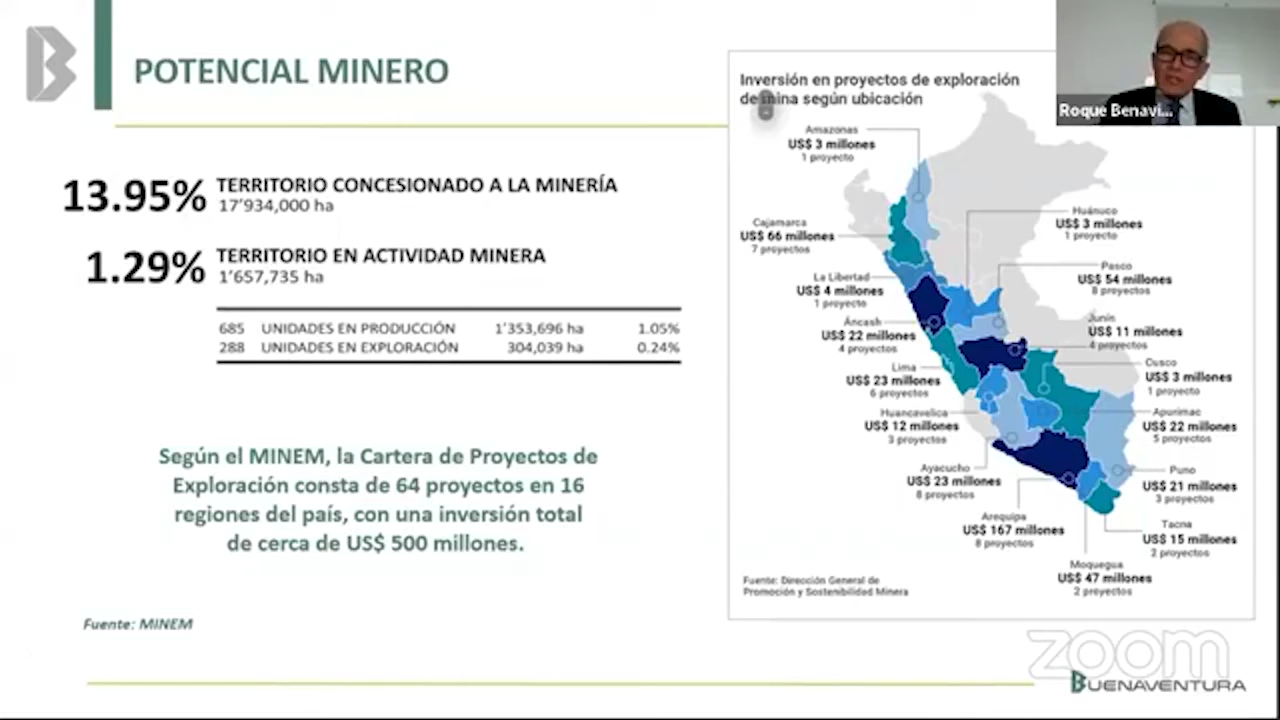 POTENCIAL MINERO
13.95% TERRITORIO CONCESIONADO A LA MINERÍA
17'934,000 ha
1.29% TERRITORIO EN ACTIVIDAD MINERA
1'657,735 ha
685 UNIDADES EN PRODUCCIÓN 1'353,696 ha 1.05%
288 UNIDADES EN EXPLORACIÓN 304,039 ha 0.24%
Según el MINEM, la Cartera de Proyectos de
Exploración consta de 64 proyectos en 16
regiones del país, con una inversión total
de cerca de US$ 500 millones.
Fuente: MINEM
Inversión en proyectos de exploración
de mina según ubicación
Amazonas
US$ 3 millones
1 proyecto
Cajamarca
US$ 66 millones
7 proyectos
La Libertad
US$ 4 millones
1 proyecto
Áncash
US$ 22 millones
4 proyectos
Lima
US$ 23 millones
6 proyectos
Huancavelica
US$ 12 millones
3 proyectos
Ayacucho
US$ 23 millones
8 proyectos
Arequipa
US$ 167 millones
8 proyectos
Moquegua
US$ 47 millones
2 proyectos
Huánuco
US$ 3 millones
1 proyecto
Pasco
US$ 54 millones
8 proyectos
Junín
US$ 11 millones
4 proyectos
Cusco
US$ 3 millones
1 proyecto
Apurímac
US$ 22 millones
5 proyectos
Puno
US$ 21 millones
3 proyectos
Tacna
US$ 15 millones
2 proyectos
Fuente: Dirección General de
Promoción y Sostenibilidad Minera
Roque Benavi...
zoom
BUENAVENTURA